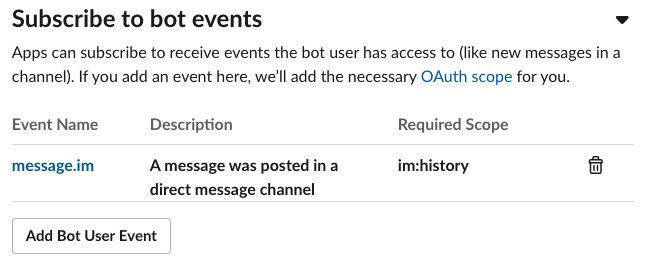 Subscribe to bot events
Apps can subscribe to receive events the bot user has access to (like new messages in a
channel). If you add an event here, we’ll add the necessary OAuth scope for you.
Event Name Description Required Scope
message.im A message was posted in a im:history
direct message channel
Add Bot User Event